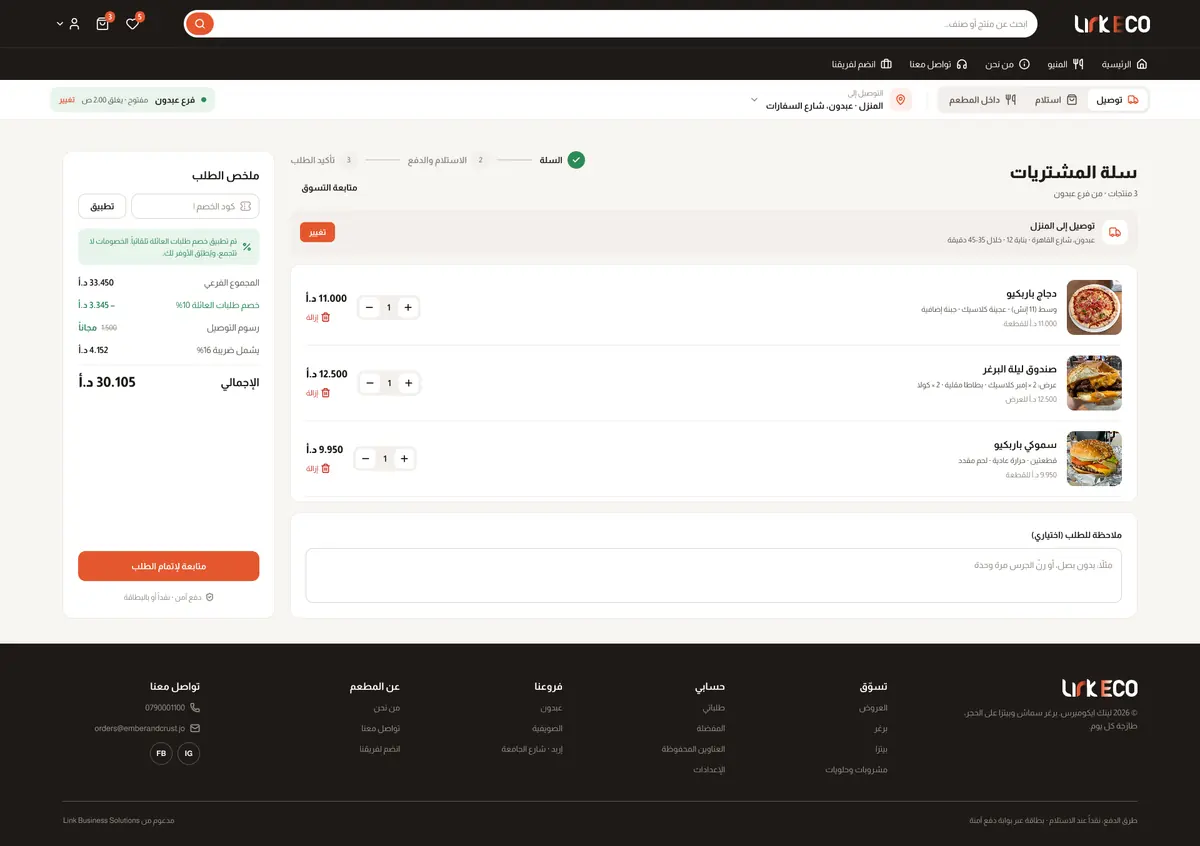 LINK ECO
ابحث عن منتج أو صنف...
5
3
الرئيسية
المنيو
من نحن
تواصل معنا
انضم لفريقنا
توصيل
استلام
داخل المطعم
التوصيل إلى
المنزل · عبدون، شارع السفارات
فرع عبدون مفتوح · يغلق 2:00 ص تغيير
سلة المشتريات
3 منتجات · من فرع عبدون
السلة
2 الاستلام والدفع
3 تأكيد الطلب
متابعة التسوق
توصيل إلى المنزل
عبدون، شارع القاهرة · بناية 12 · خلال 35-45 دقيقة
تغيير
دجاج باربكيو
وسط (11 إنش) · عجينة كلاسيك · جبنة إضافية
11.000 د.أ للقطعة
+ 1 −
11.000 د.أ
إزالة
صندوق ليلة البرغر
عرض: 2 × إمبر كلاسيك · بطاطا مقلية · 2 × كولا
12.500 د.أ للعرض
+ 1 −
12.500 د.أ
إزالة
سموكي باربكيو
قطعتين · حرارة عادية · لحم مقدد
9.950 د.أ للقطعة
+ 1 −
9.950 د.أ
إزالة
ملاحظة للطلب (اختياري)
مثلاً: بدون بصل، أو رنّ الجرس مرة وحدة
ملخص الطلب
كود الخصم ا
تطبيق
تم تطبيق خصم طلبات العائلة تلقائياً. الخصومات لا
تتجمع، ويُطبّق الأوفر لك.
المجموع الفرعي 33.450 د.أ
خصم طلبات العائلة 10% − 3.345 د.أ
رسوم التوصيل 1.500 مجاناً
يشمل ضريبة 16% 4.152 د.أ
الإجمالي 30.105 د.أ
متابعة لإتمام الطلب
دفع آمن · نقداً أو بالبطاقة
LINK ECO
© 2026 لينك ايكوميرس. برغر سماش وبيتزا على الحجر،
طازجة كل يوم.
تسوّق
العروض
برغر
بيتزا
مشروبات وحلويات
حسابي
طلباتي
المفضلة
العناوين المحفوظة
الإعدادات
فروعنا
عبدون
الصويفية
إربد · شارع الجامعة
عن المطعم
من نحن
تواصل معنا
انضم لفريقنا
تواصل معنا
0790001100
orders@emberandcrust.jo
IG
FB
طرق الدفع: نقداً عند الاستلام · بطاقة عبر بوابة دفع آمنة
مدعوم من Link Business Solutions